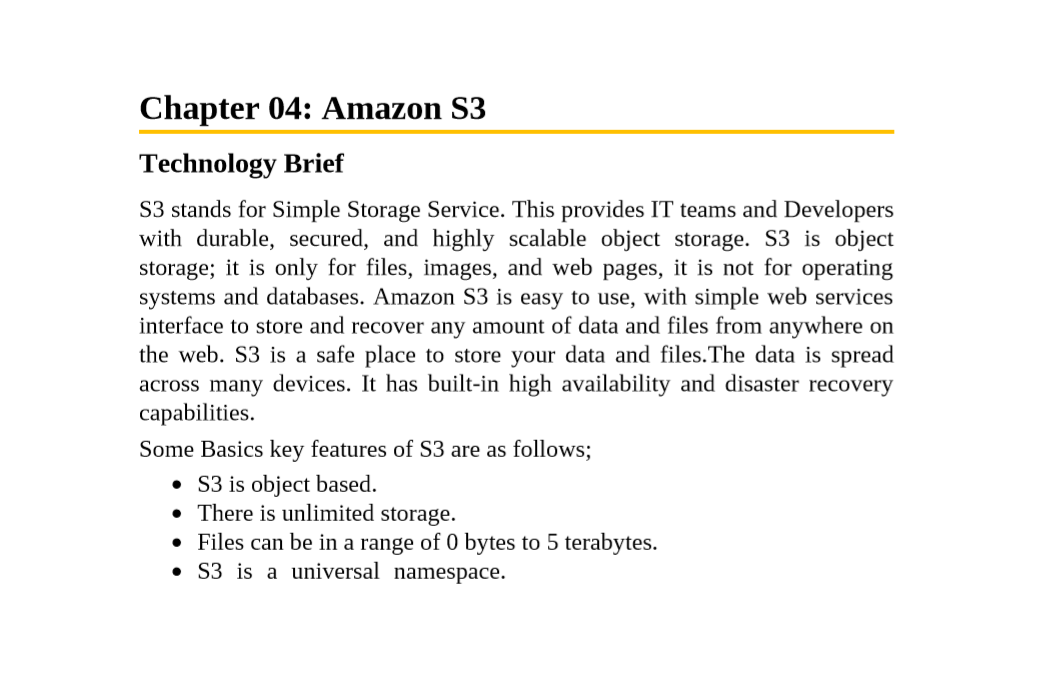 Chapter 04: Amazon S3
Technology Brief
S3 stands for Simple Storage Service. This provides IT teams and Developers
with durable, secured, and highly scalable object storage. S3 is object
storage; it is only for files, images, and web pages, it is not for operating
systems and databases. Amazon S3 is easy to use, with simple web services
interface to store and recover any amount of data and files from anywhere on
the web. S3 is a safe place to store your data and files.The data is spread
across many devices. It has built-in high availability and disaster recovery
capabilities.
Some Basics key features of S3 are as follows;
• S3 is object based.
• There is unlimited storage.
• Files can be in a range of 0 bytes to 5 terabytes.
• S3 is a universal namespace.